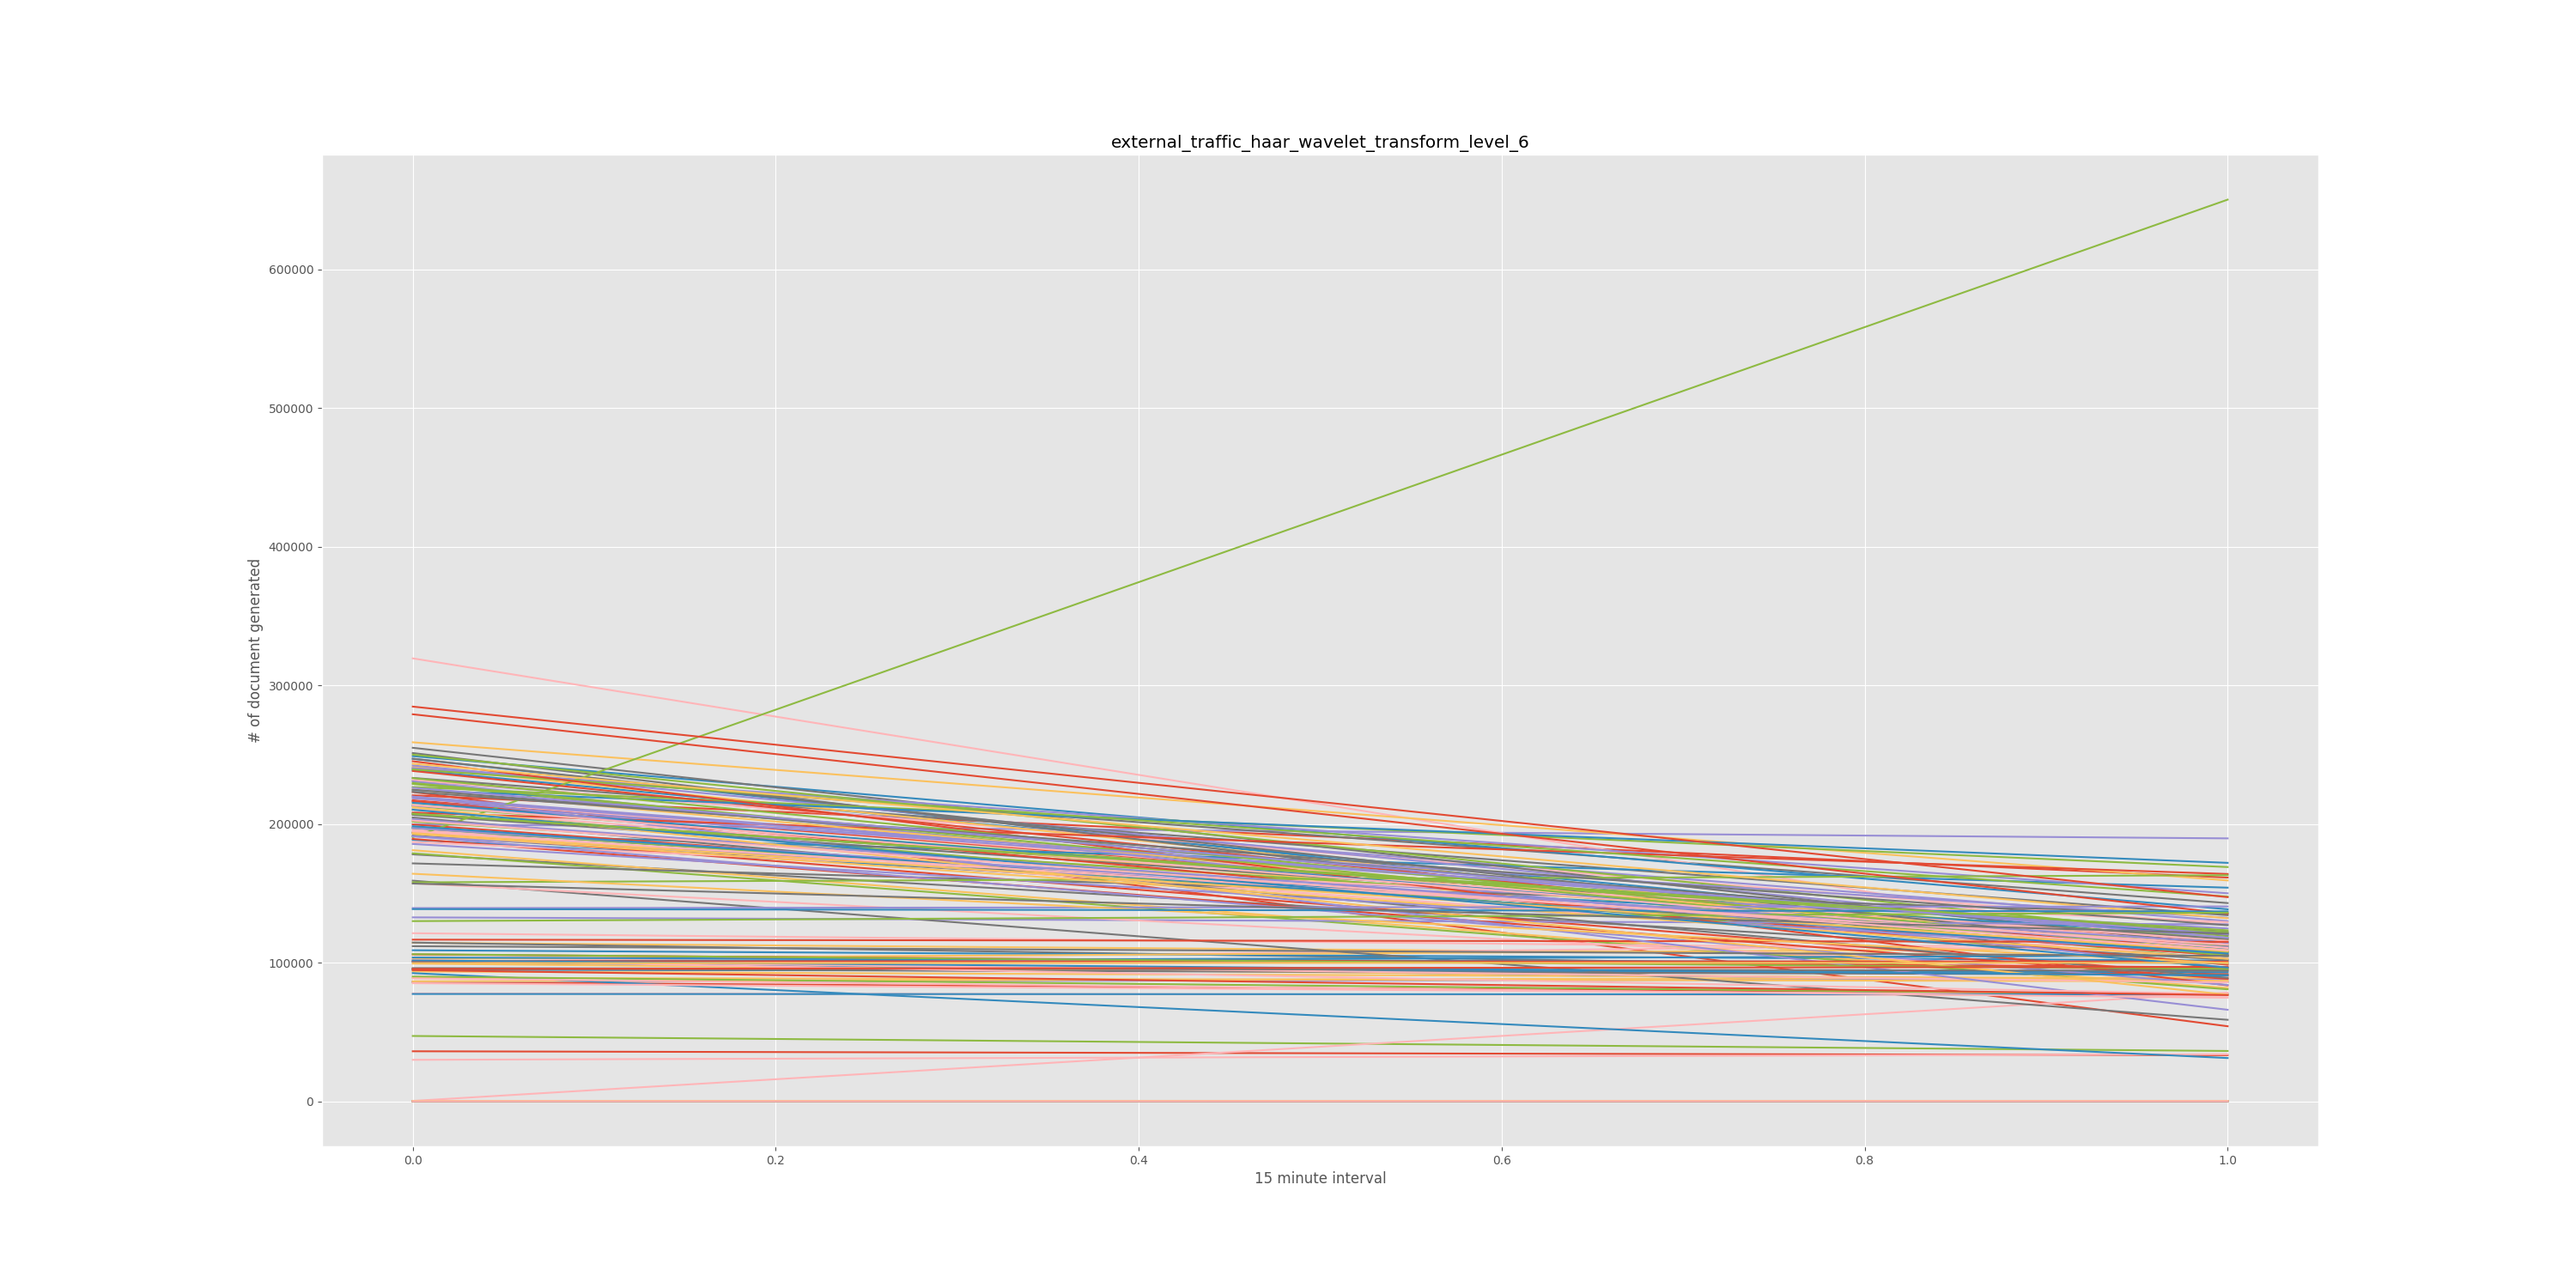 external_traffic_haar_wavelet_transform_level_6
# of document generated
600000
500000
400000
300000
200000
100000
0
0.0 0.2 0.4 0.6 0.8 1.0
15 minute interval